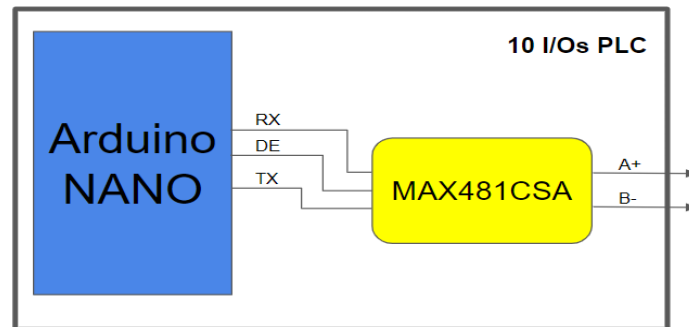 10 I/Os PLC
Arduino
NANO
RX
DE
TX
MAX481CSA
A+
B-